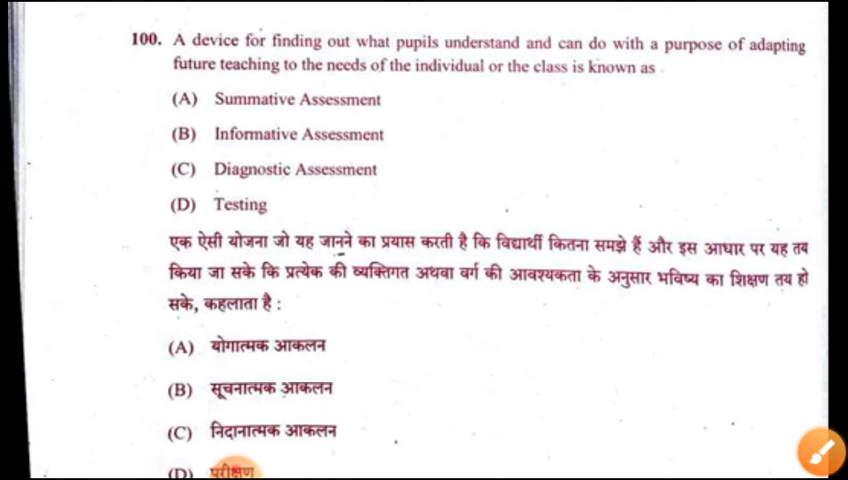 100. A device for finding out what pupils understand and can do with a purpose of adapting
future teaching to the needs of the individual or the class is known as
(A) Summative Assessment
(B) Informative Assessment
(C) Diagnostic Assessment
(D) Testing
एक ऐसी योजना जो यह जानने का प्रयास करती है कि विद्यार्थी कितना समझे हैं और इस आधार पर यह तय
किया जा सके कि प्रत्येक की व्यक्तिगत अथवा वर्ग की आवश्यकता के अनुसार भविष्य का शिक्षण तय हो
सके, कहलाता है :
(A) योगात्मक आकलन
(B) सूचनात्मक आकलन
(C) निदानात्मक आकलन
(D) परीक्षण